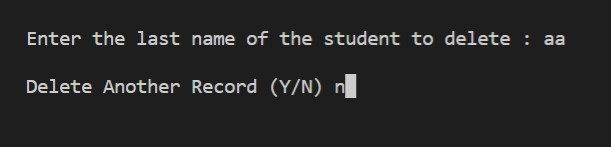 Enter the last name of the student to delete : aa
Delete Another Record (Y/N) n